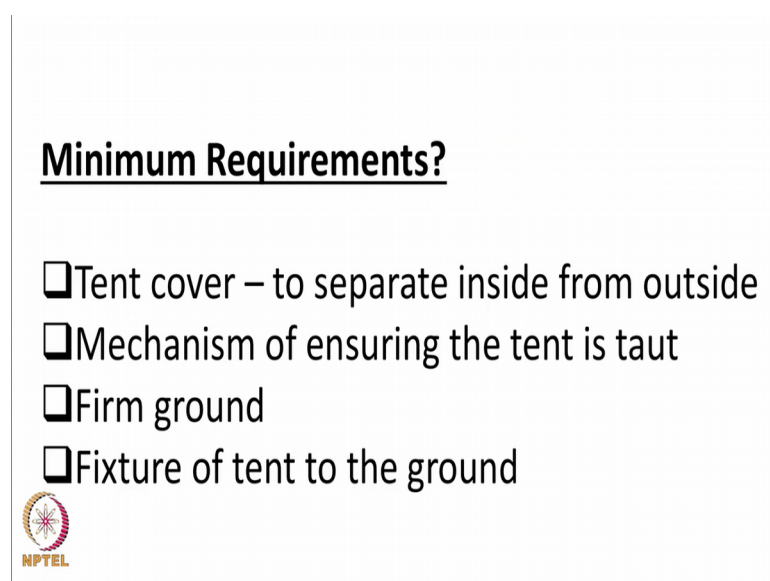 Minimum Requirements?
❑Tent cover – to separate inside from outside
❑Mechanism of ensuring the tent is taut
❑Firm ground
❑Fixture of tent to the ground
NPTEL